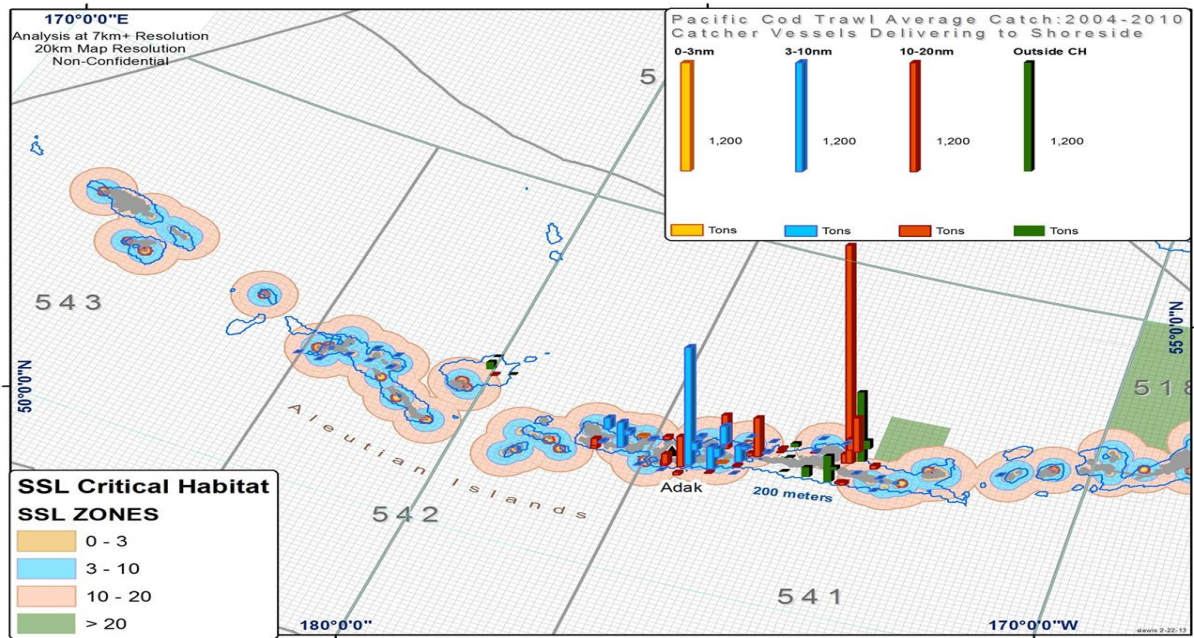 170°0'0"E
Analysis at 7km+ Resolution
20km Map Resolution
Non-Confidential
Pacific Cod Trawl Average Catch:2004-2010
Catcher Vessels Delivering to Shoreside
0-3nm 3-10nm 10-20nm Outside CH
1,200 1,200 1,200 1,200
Tons Tons Tons Tons
5
543
55°0'0"N
518
50°0'0"N
Aleutian
Islands
Adak
200 meters
542
541
SSL Critical Habitat
SSL ZONES
0 - 3
3 - 10
10 - 20
> 20
180°0'0"
170°0'0"W
slewis 2-22-13